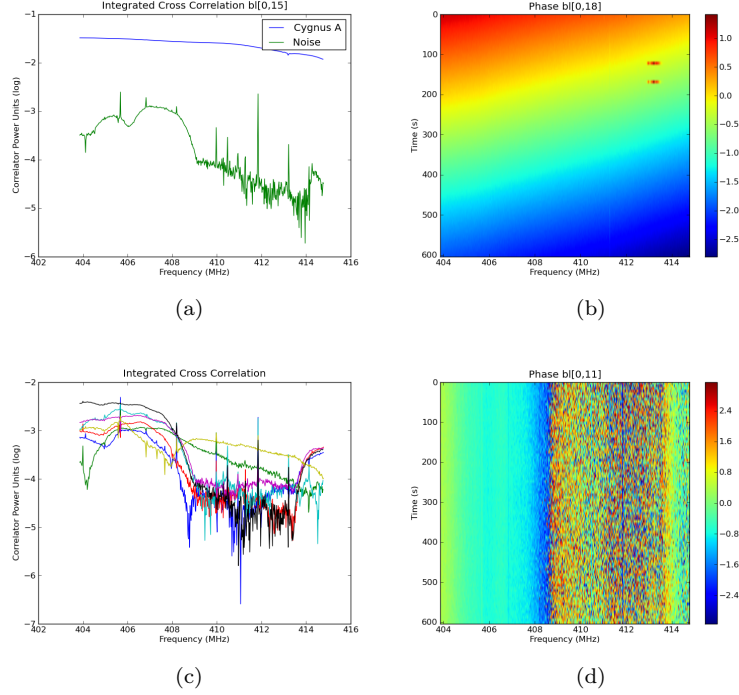 Integrated Cross Correlation bl[0,15]
Correlator Power Units (log)
−1
−2
−3
−4
−5
−6
Cygnus A
Noise
402 404 406 408 410 412 414 416
Frequency (MHz)
(a)
Phase bl[0,18]
Time (s)
0
100
200
300
400
500
600
404 406 408 410 412 414
Frequency (MHz)
1.0
0.5
0.0
−0.5
−1.0
−1.5
−2.0
−2.5
(b)
Integrated Cross Correlation
Correlator Power Units (log)
−2
−3
−4
−5
−6
−7
402 404 406 408 410 412 414 416
Frequency (MHz)
(c)
Phase bl[0,11]
Time (s)
0
100
200
300
400
500
600
404 406 408 410 412 414
Frequency (MHz)
2.4
1.6
0.8
0.0
−0.8
−1.6
−2.4
(d)